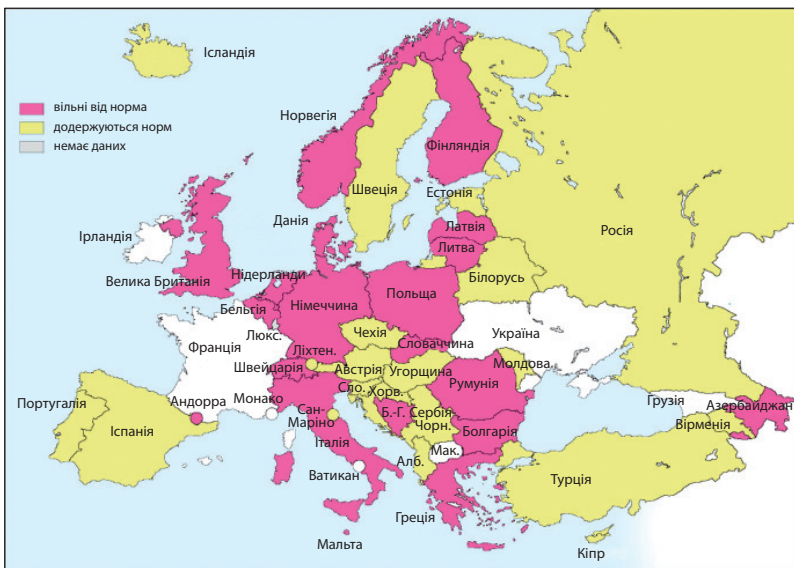 Ісландія
вільні від норма
додержуються норм
немає даних
Норвегія
Фінляндія
Швеція
Естонія
Росія
Данія
Латвія
Литва
Ірландія
Білорусь
Велика Британія
Нідерланди
Польща
Німеччина
Бельгія
Україна
Люкс.
Чехія
Франція
Словаччина
Ліхтен.
Молдова
Швейцарія
Австрія
Угорщина
Румунія
Сло.
Хорв.
Португалія
Андорра
Монако
Грузія
Азербайджан
Сан-
Маріно
Б.-Г.
Сербія-
Чорн.
Вірменія
Іспанія
Італія
Болгарія
Мак.
Алб.
Ватикан
Туреччина
Греція
Мальта
Кіпр